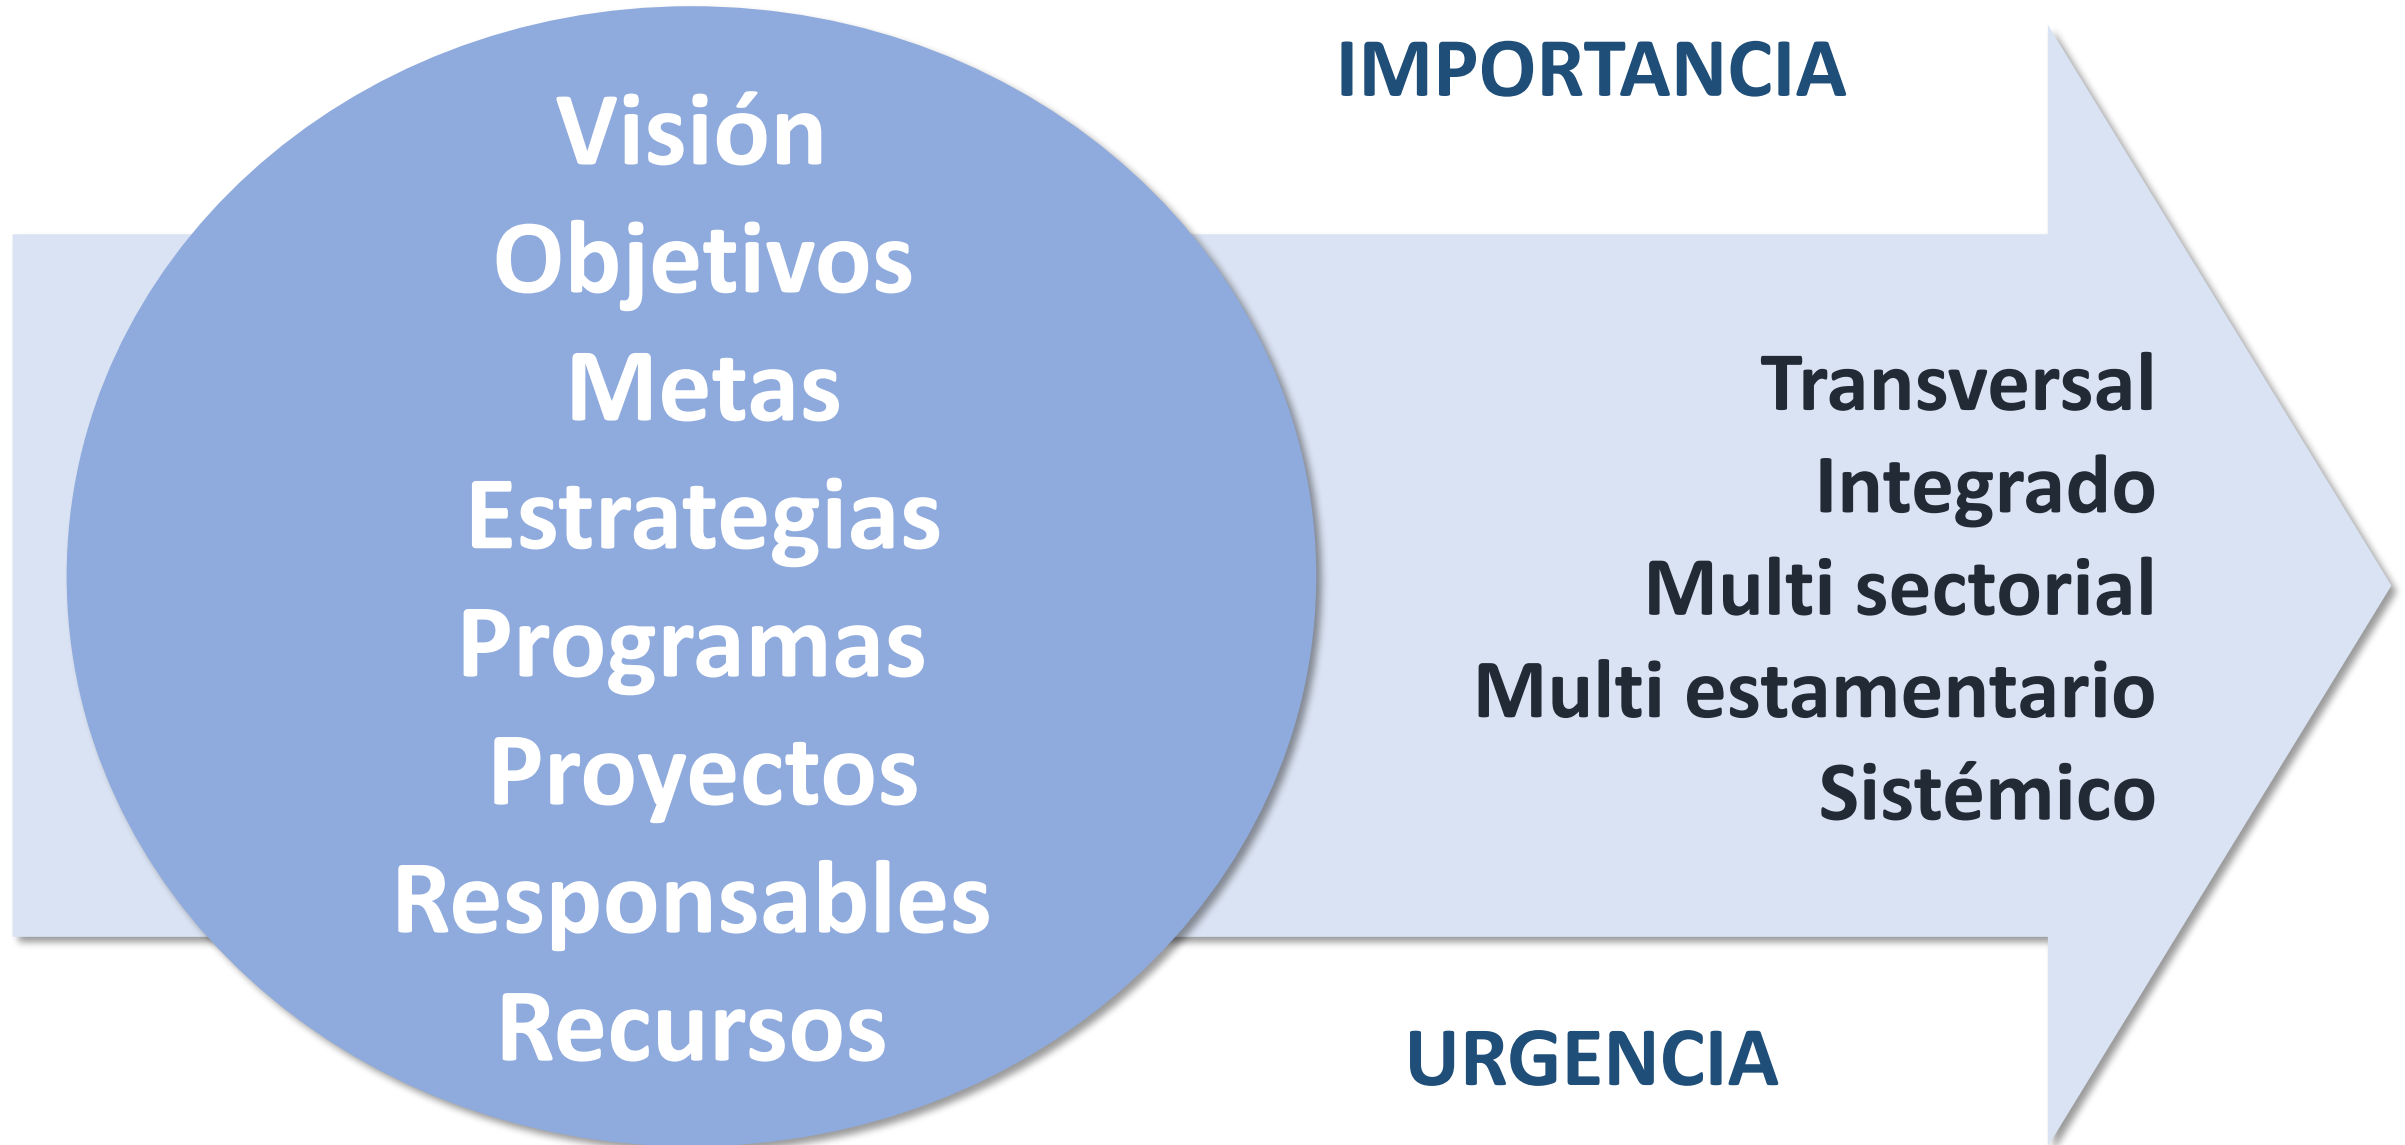 Visión
Objetivos
Metas
Estrategias
Programas
Proyectos
Responsables
Recursos
IMPORTANCIA
Transversal
Integrado
Multi sectorial
Multi estamentario
Sistémico
URGENCIA